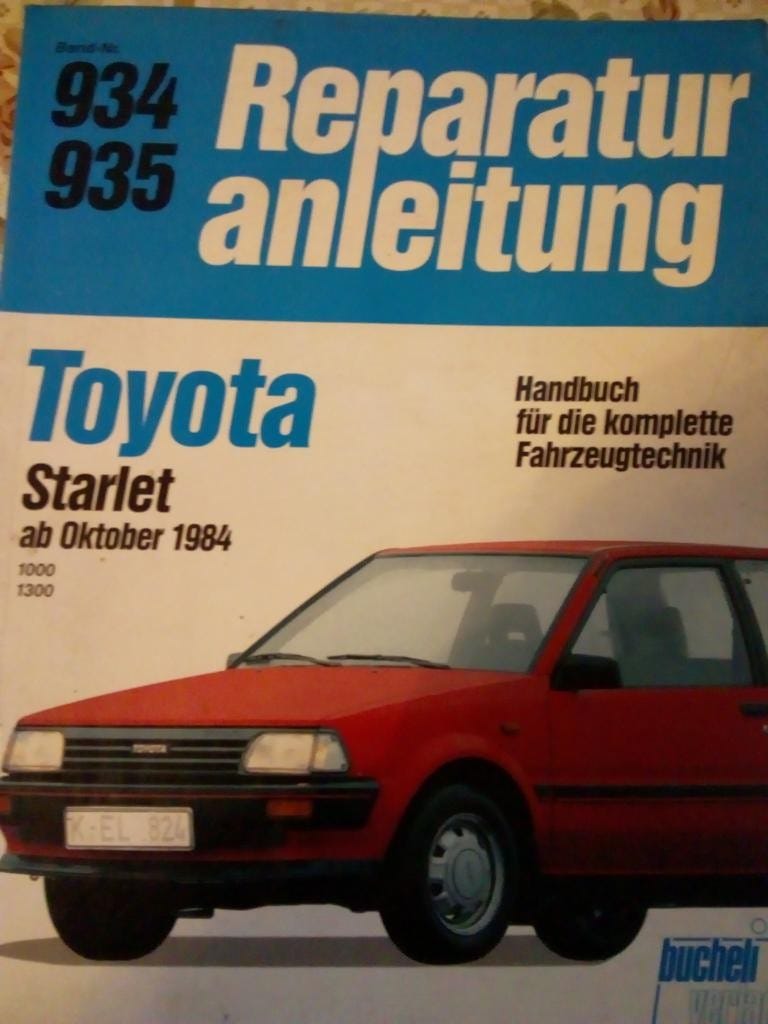 Band-Nr.
934
935
Reparatur
anleitung
Toyota
Starlet
ab Oktober 1984
1000
1300
Handbuch
für die komplette
Fahrzeugtechnik
TOYOTA
K-EL 824
bucheli